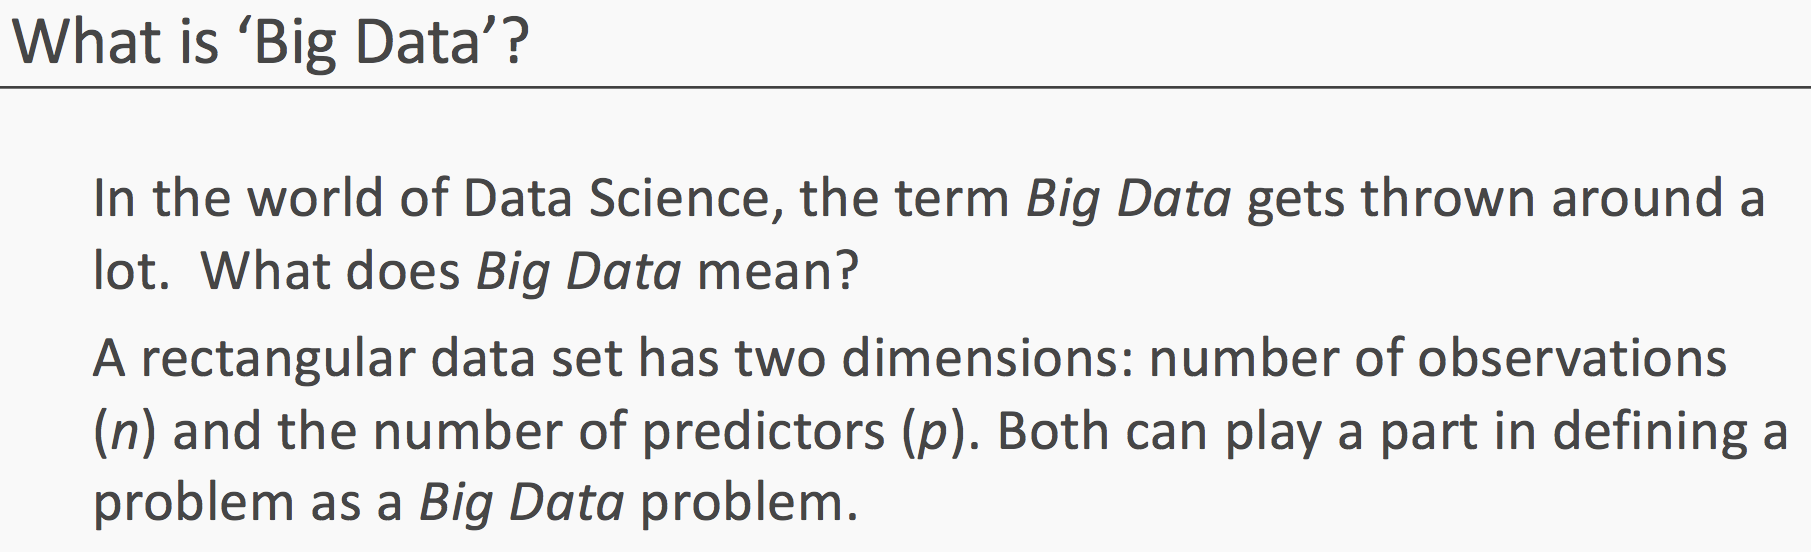 What is ‘Big Data’?
In the world of Data Science, the term Big Data gets thrown around a
lot.  What does Big Data mean?
A rectangular data set has two dimensions: number of observations
(n) and the number of predictors (p). Both can play a part in defining a
problem as a Big Data problem.